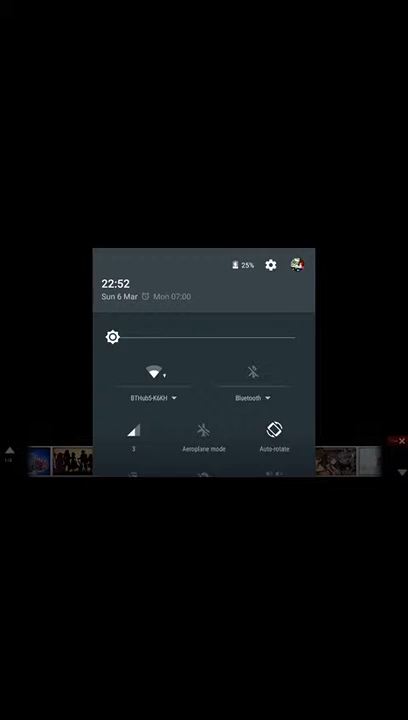 25%
22:52
Sun 6 Mar Mon 07:00
BTHub5-K6KH Bluetooth
3 Aeroplane mode Auto-rotate